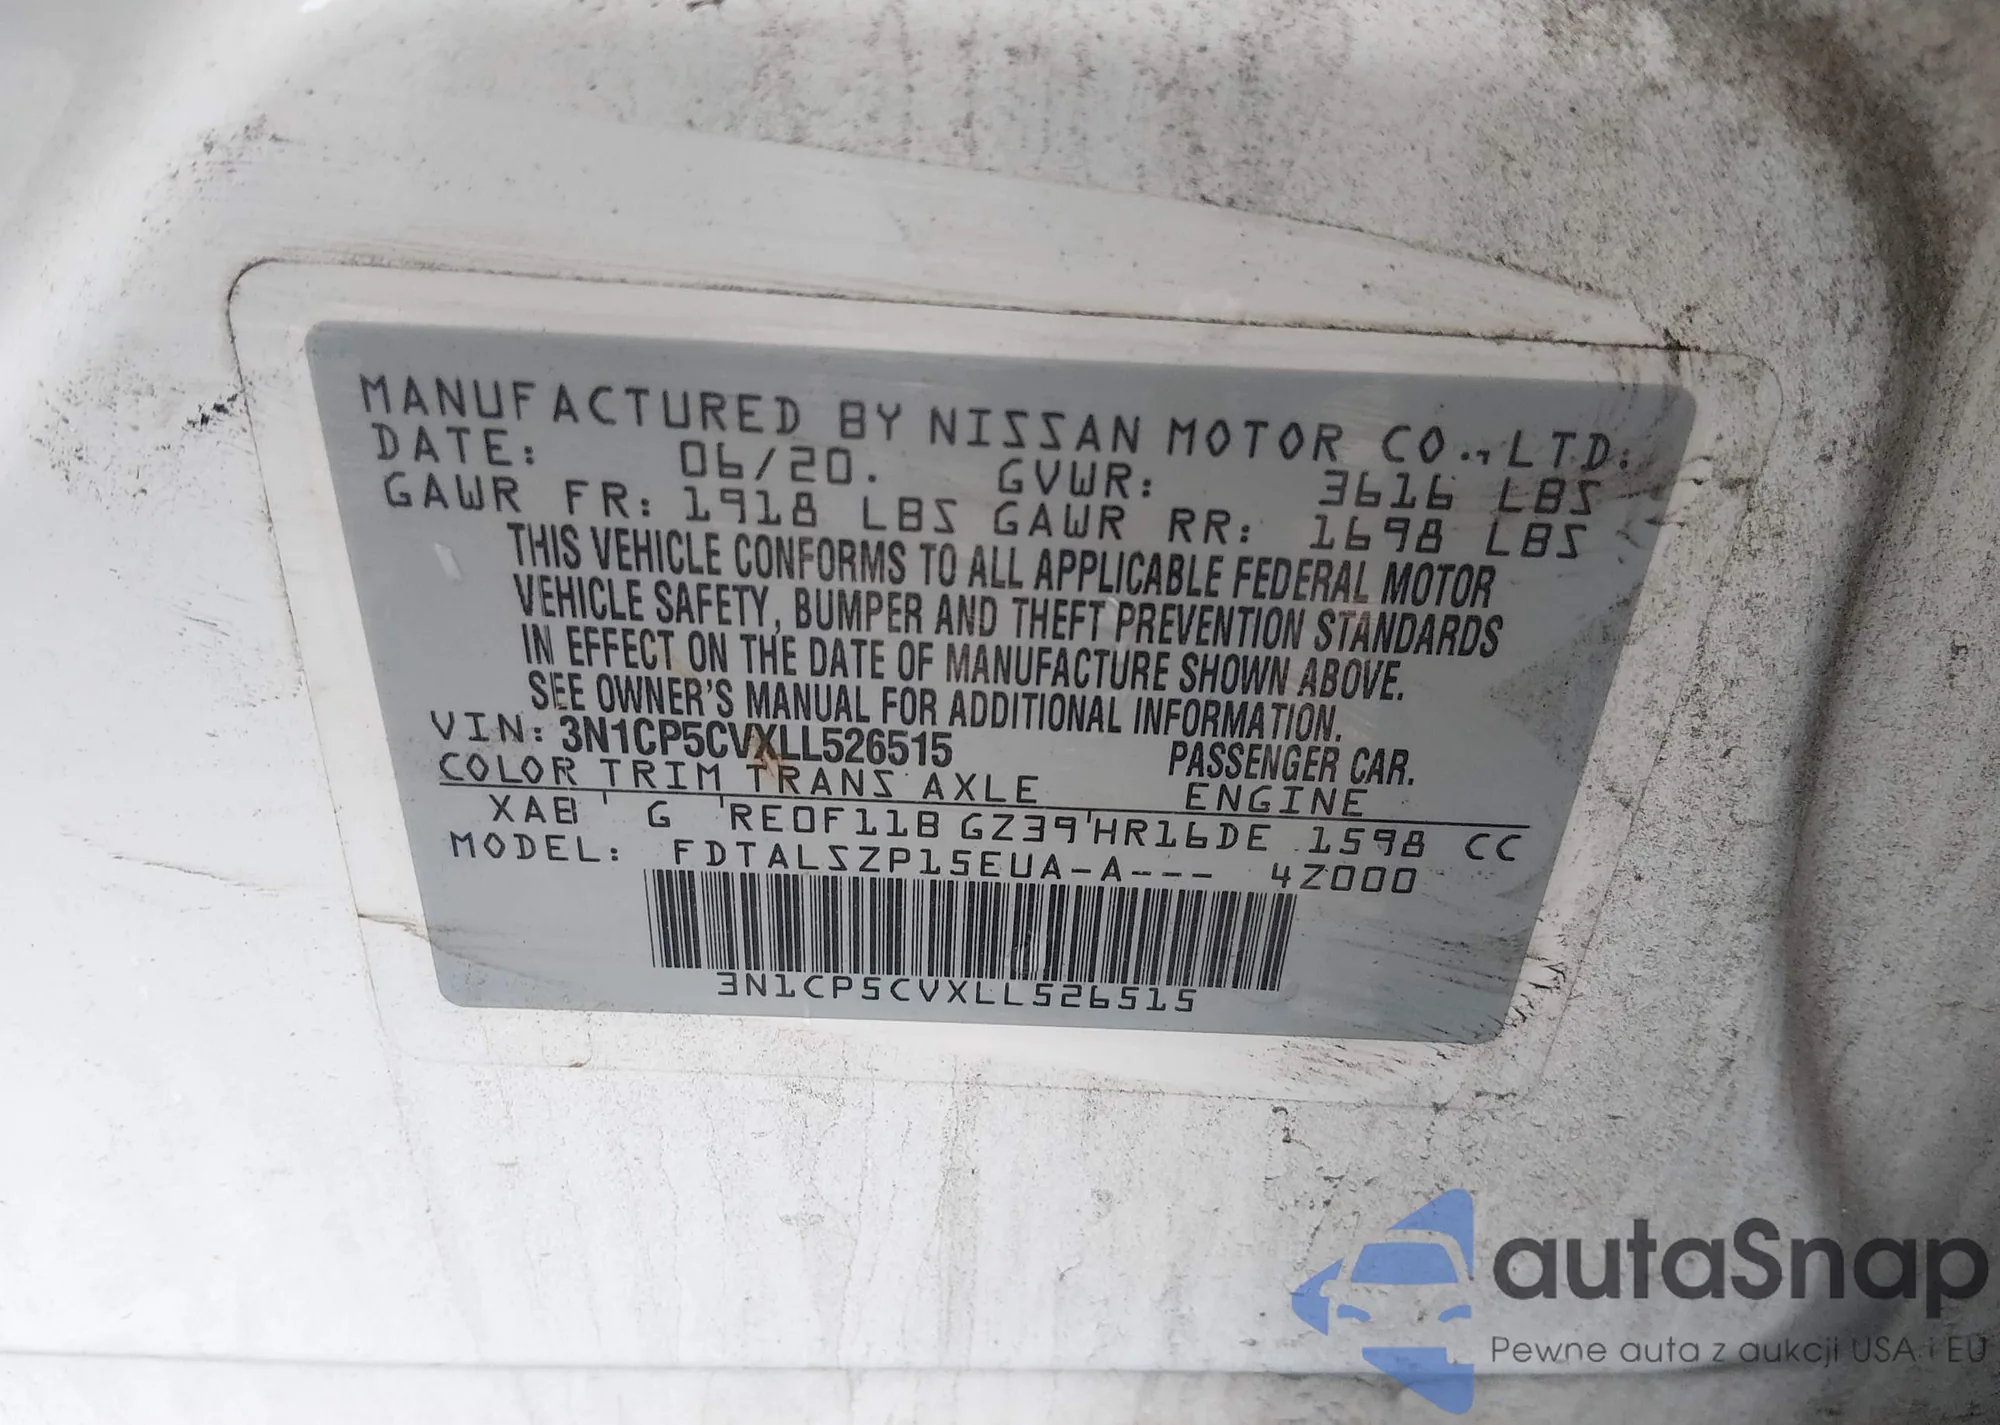 MANUFACTURED BY NISSAN MOTOR CO., LTD.
DATE: 06/20. GVWR: 3616 LBS
GAWR FR: 1918 LBS GAWR RR: 1698 LBS
THIS VEHICLE CONFORMS TO ALL APPLICABLE FEDERAL MOTOR
VEHICLE SAFETY, BUMPER AND THEFT PREVENTION STANDARDS
IN EFFECT ON THE DATE OF MANUFACTURE SHOWN ABOVE.
SEE OWNER'S MANUAL FOR ADDITIONAL INFORMATION.
VIN: 3N1CP5CVXLL526515 PASSENGER CAR.
COLOR TRIM TRANS AXLE ENGINE
XAB G RE0F11B GZ39 HR16DE 1598 CC
MODEL: FDTALSZP15EUA-A--- 4Z000
3N1CP5CVXLL526515
autaSnap
Pewne auta z aukcji USA i EU